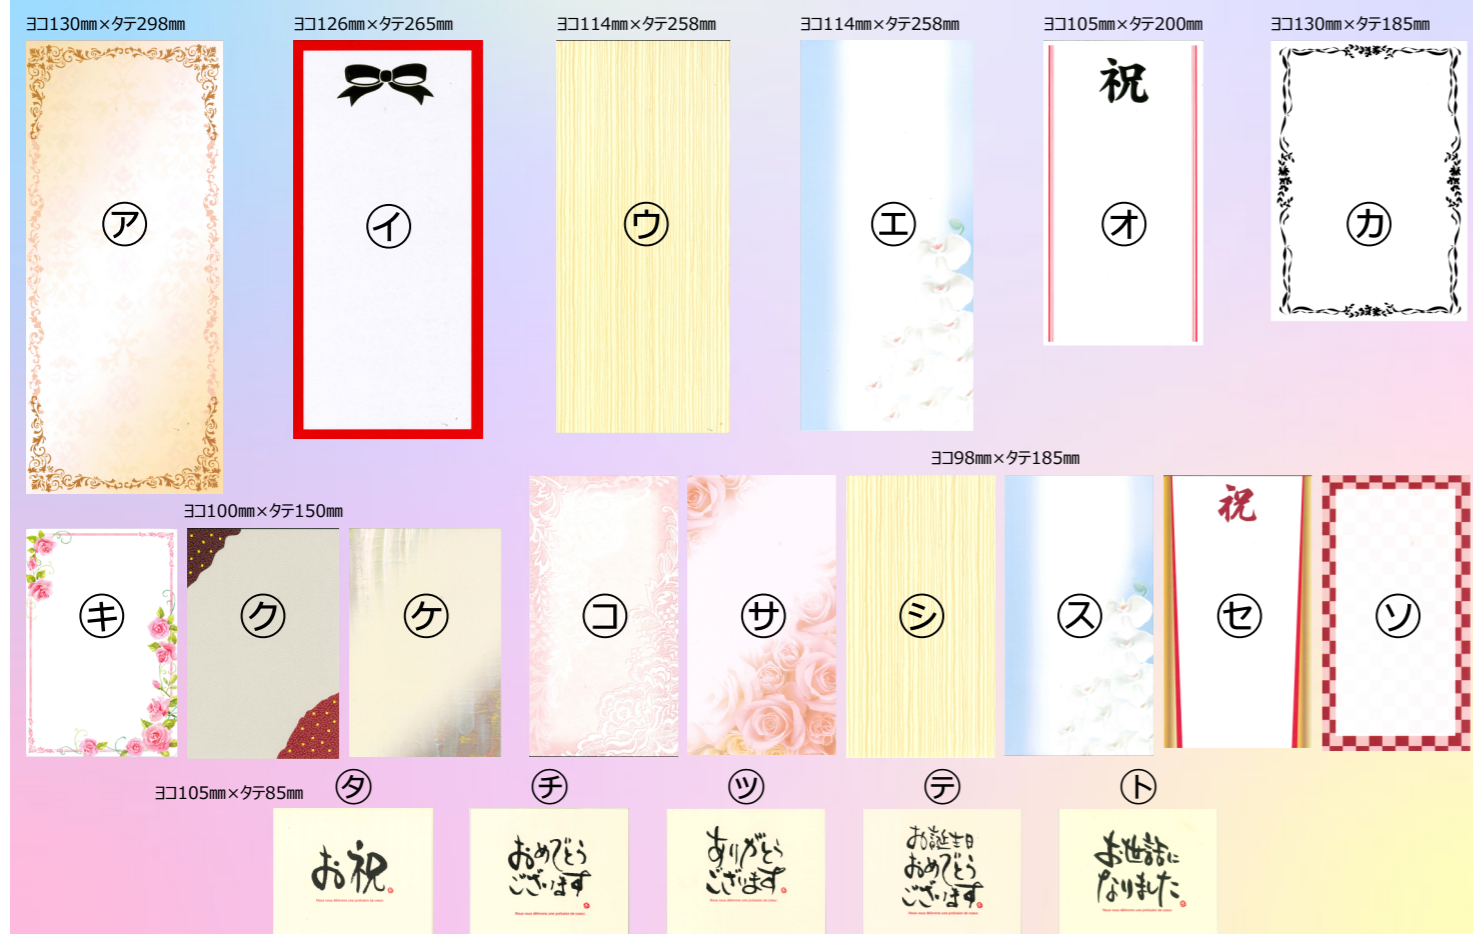 ヨコ130㎜×タテ298㎜
ヨコ126㎜×タテ265㎜
ヨコ114㎜×タテ258㎜
ヨコ114㎜×タテ258㎜
ヨコ105㎜×タテ200㎜
ヨコ130㎜×タテ185㎜
祝
ア
イ
ウ
エ
オ
カ
ヨコ98㎜×タテ185㎜
ヨコ100㎜×タテ150㎜
祝
キ
ク
ケ
コ
サ
シ
ス
セ
ソ
ヨコ105㎜×タテ85㎜
タ
チ
ツ
テ
ト
お祝
おめでとう
ございます
ありがとう
ございます
お誕生日
おめでとう
ございます
お世話に
なりました